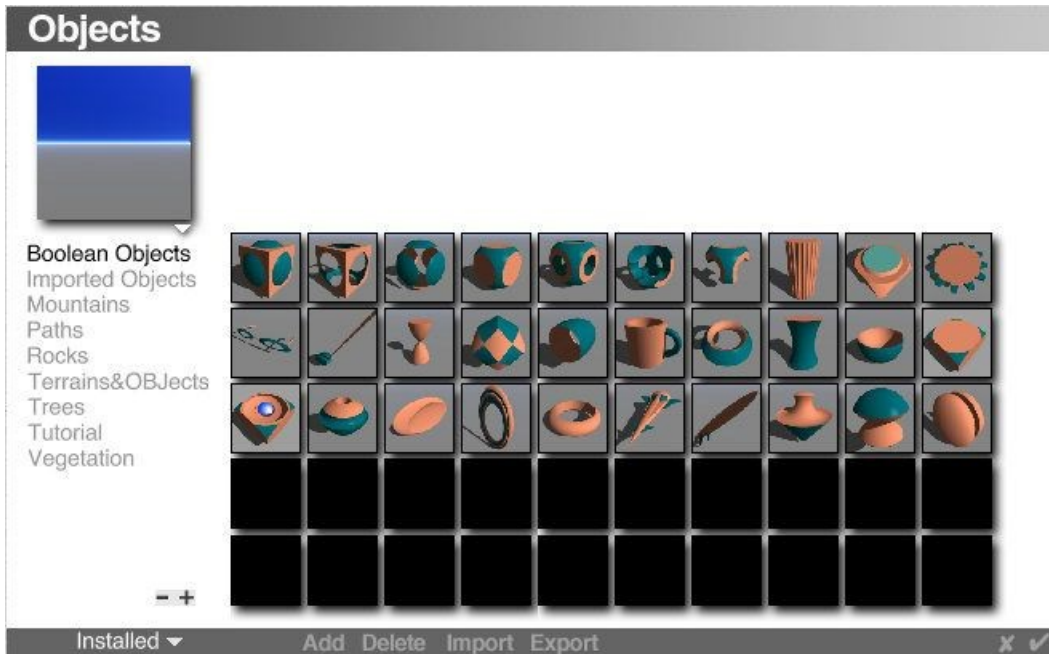 Objects
Boolean Objects
Imported Objects
Mountains
Paths
Rocks
Terrains&OBJects
Trees
Tutorial
Vegetation
- +
Installed
Add Delete Import Export